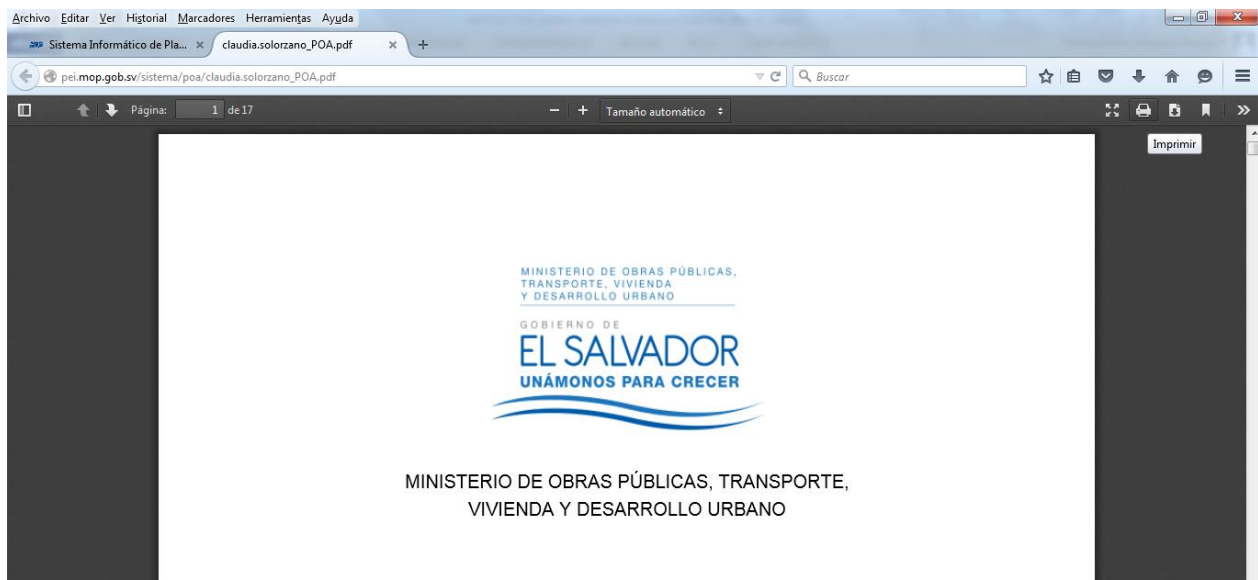 Archivo Editar Ver Historial Marcadores Herramientas Ayuda
Sistema Informático de Pla... × claudia.solorzano_POA.pdf × +
pei.mop.gob.sv/sistema/poa/claudia.solorzano_POA.pdf Buscar
Página: 1 de 17 − + Tamaño automático
Imprimir
MINISTERIO DE OBRAS PÚBLICAS,
TRANSPORTE, VIVIENDA
Y DESARROLLO URBANO
GOBIERNO DE
EL SALVADOR
UNÁMONOS PARA CRECER
MINISTERIO DE OBRAS PÚBLICAS, TRANSPORTE,
VIVIENDA Y DESARROLLO URBANO